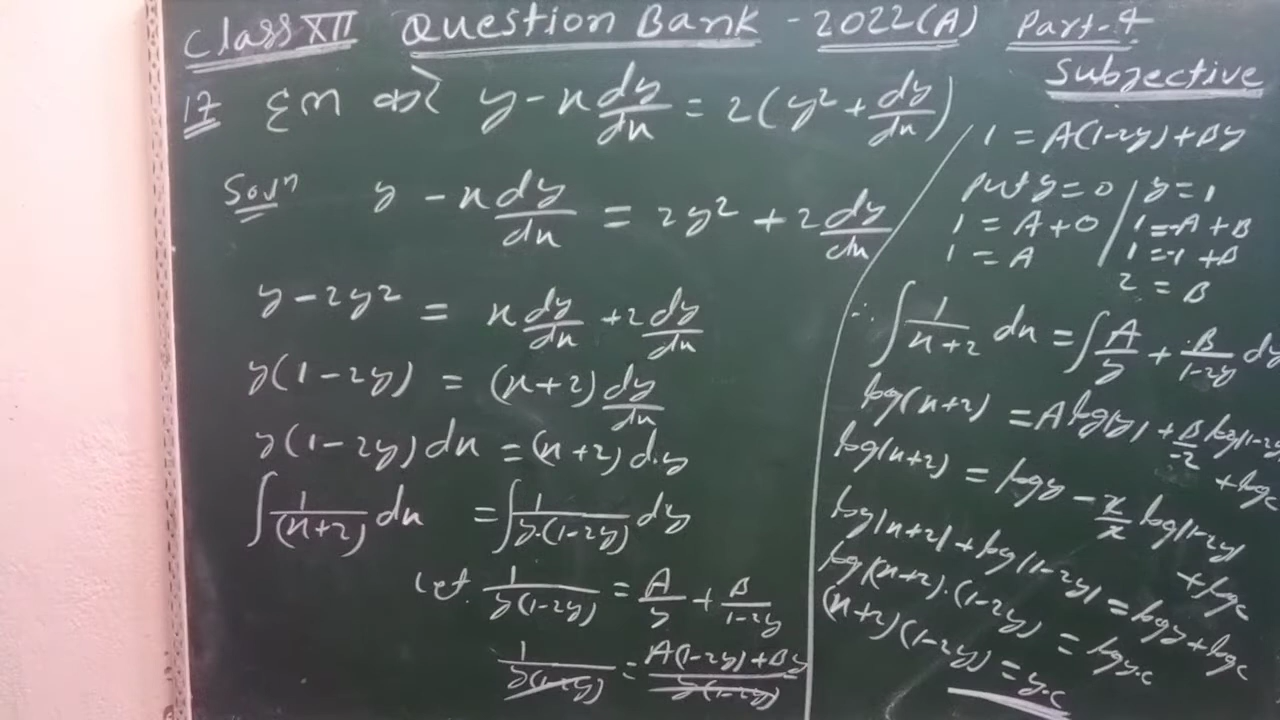 Class XII Question Bank - 2022(A) Part-4
Subjective
17 y - x dy/dx = 2(y² + dy/dx)
Sol^n y - x dy/dx = 2y² + 2 dy/dx
y - 2y² = x dy/dx + 2 dy/dx
y(1-2y) = (x+2) dy/dx
y(1-2y) dx = (x+2) dy
∫ 1/(x+2) dx = ∫ 1/y.(1-2y) dy
Let 1/y(1-2y) = A/y + B/1-2y
1/y(1-2y) = A(1-2y)+By/y(1-2y)
1 = A(1-2y)+By
Put y=0 | y=1
1 = A+0 | 1=-A+B
1 = A | 1=-1+B
2 = B
∴ ∫ 1/x+2 dx = ∫ A/y + B/1-2y dy
log(x+2) = A log|y| + B/-2 log|1-2y|
+ log c
log|x+2| = log y - 2/2 log|1-2y|
+ log c
log|x+2| + log|1-2y| = log y + log c
log(x+2).(1-2y) = log y.c
(x+2)(1-2y) = y.c